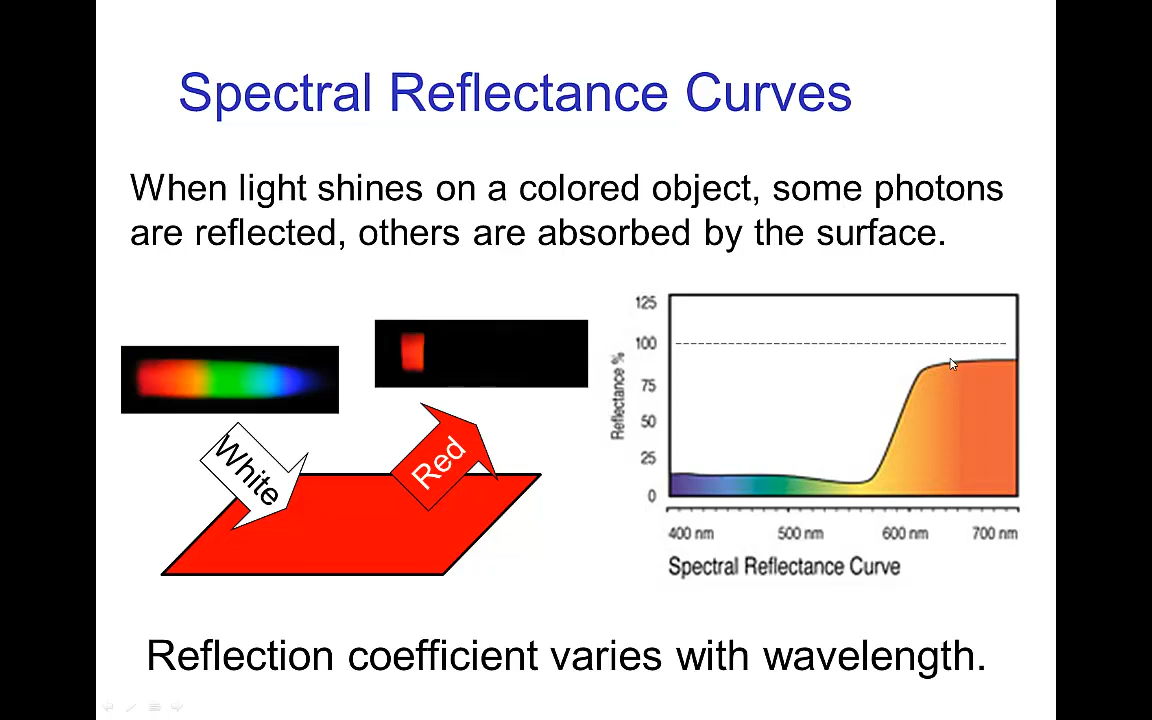 Spectral Reflectance Curves
When light shines on a colored object, some photons
are reflected, others are absorbed by the surface.
White
Red
125
100
75
50
25
0
Reflectance %
400 nm 500 nm 600 nm 700 nm
Spectral Reflectance Curve
Reflection coefficient varies with wavelength.